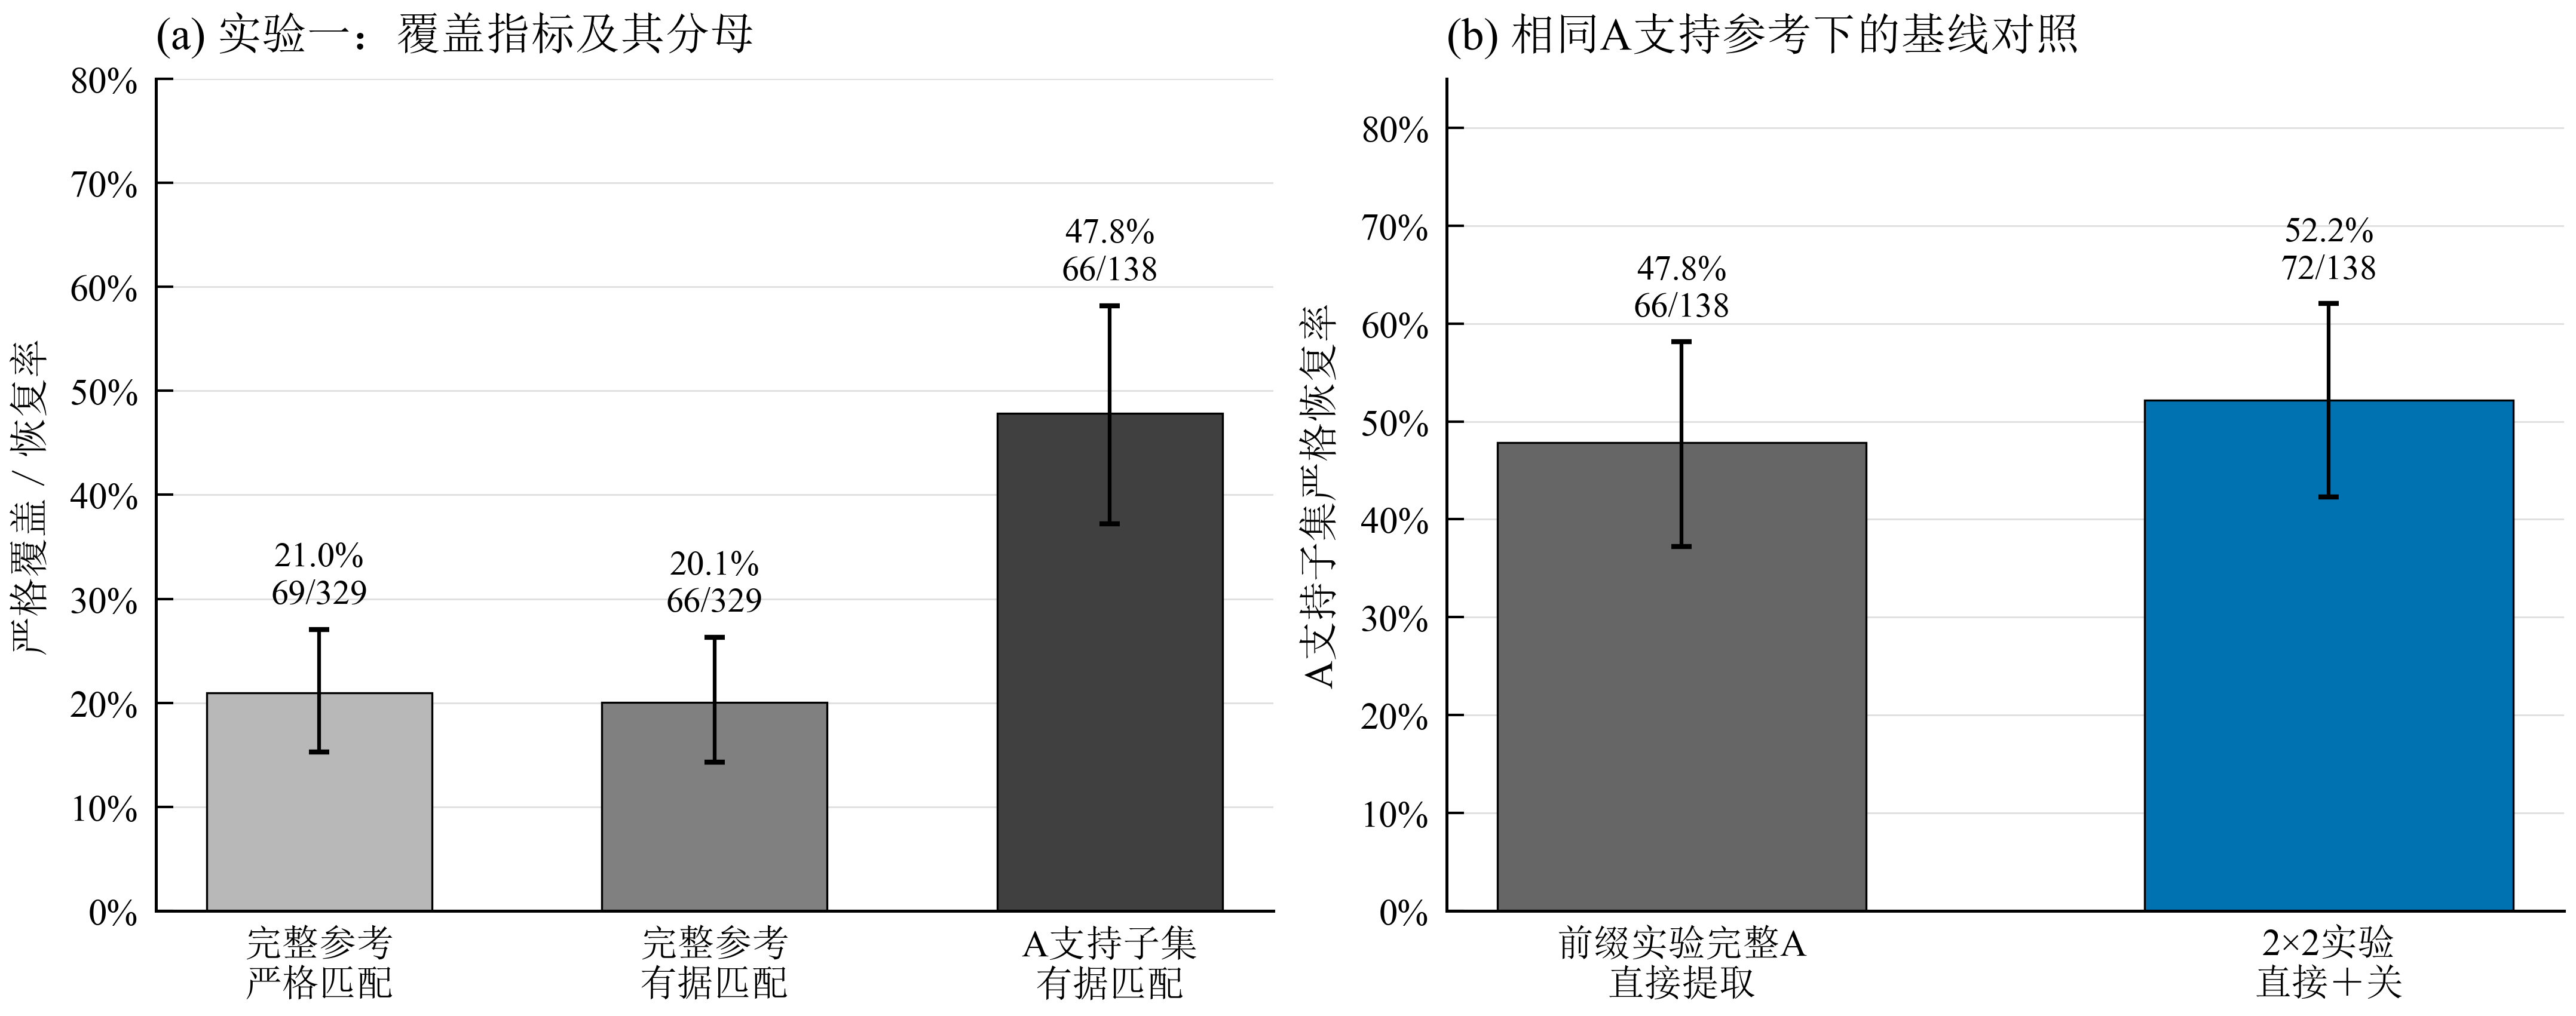 (a) 实验一：覆盖指标及其分母
严格覆盖 / 恢复率
80%
70%
60%
50%
40%
30%
20%
10%
0%
21.0%
69/329
20.1%
66/329
47.8%
66/138
完整参考
严格匹配
完整参考
有据匹配
A支持子集
有据匹配
(b) 相同A支持参考下的基线对照
A支持子集严格恢复率
80%
70%
60%
50%
40%
30%
20%
10%
0%
47.8%
66/138
52.2%
72/138
前缀实验完整A
直接提取
2×2实验
直接＋关